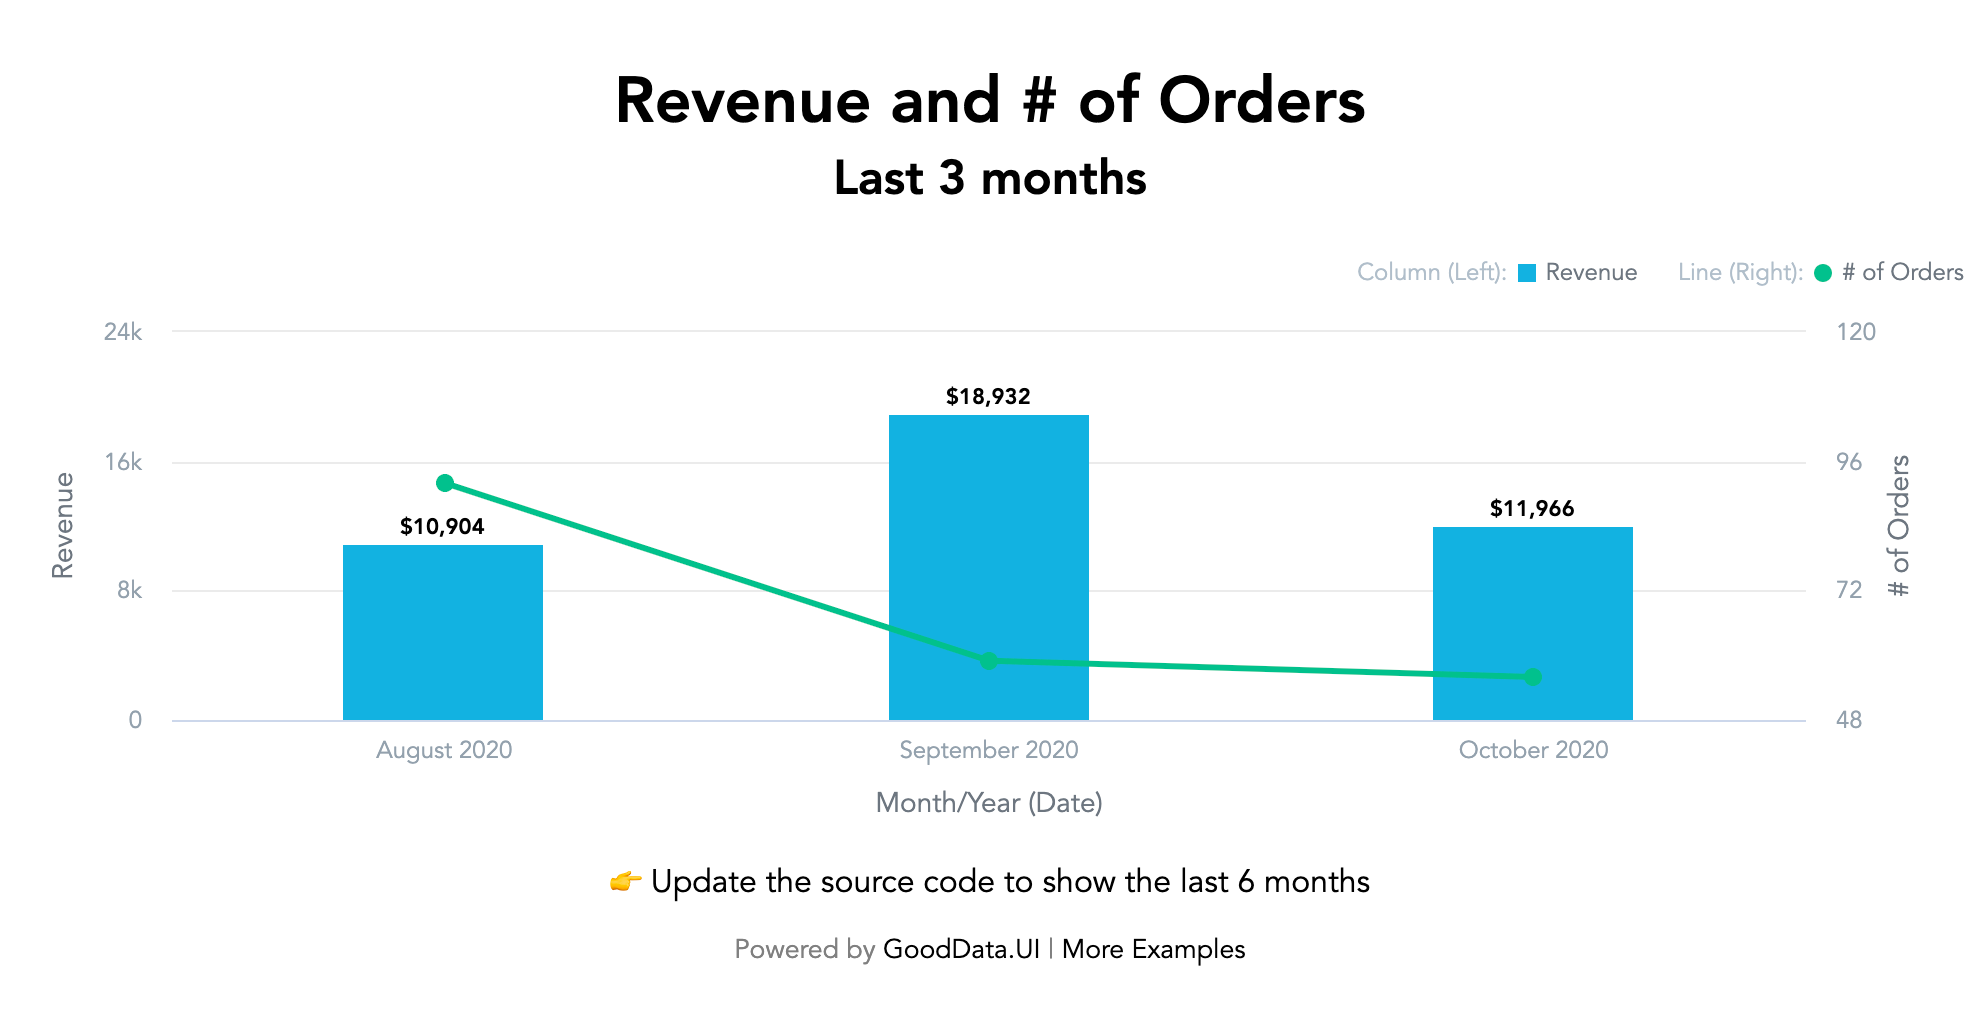 Revenue and # of Orders
Last 3 months
Column (Left): Revenue Line (Right): # of Orders
24k
16k
8k
0
Revenue
120
96
72
48
# of Orders
$10,904
$18,932
$11,966
August 2020
September 2020
October 2020
Month/Year (Date)
👉 Update the source code to show the last 6 months
Powered by GoodData.UI | More Examples